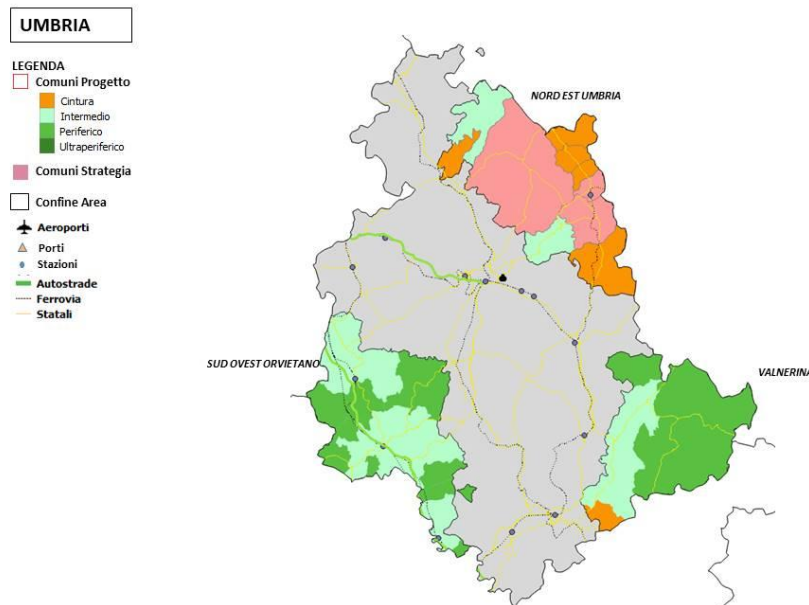 UMBRIA
LEGENDA
Comuni Progetto
Cintura
Intermedio
Periferico
Ultraperiferico
Comuni Strategia
Confine Area
Aeroporti
Porti
Stazioni
Autostrade
Ferrovia
Statali
NORD EST UMBRIA
SUD OVEST ORVIETANO
VALNERINA